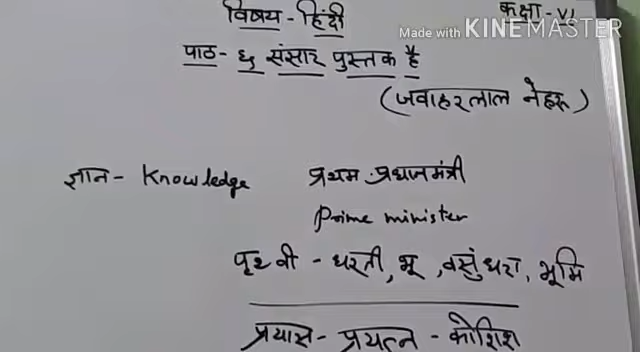 विषय - हिंदी
कक्षा - VI
Made with KINEMASTER
पाठ - ६ संसार पुस्तक है
(जवाहरलाल नेहरू)
ज्ञान - Knowledge प्रथम प्रधानमंत्री
Prime minister
पृथ्वी - धरती, भू, वसुंधरा, भूमि
प्रयास - प्रयत्न - कोशिश